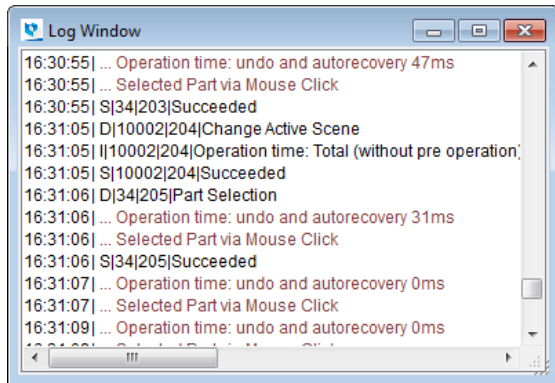 Log Window
16:30:55| ... Operation time: undo and autorecovery 47ms
16:30:55| ... Selected Part via Mouse Click
16:30:55| S|34|203|Succeeded
16:31:05| D|10002|204|Change Active Scene
16:31:05| I|10002|204|Operation time: Total (without pre operation)
16:31:05| S|10002|204|Succeeded
16:31:06| D|34|205|Part Selection
16:31:06| ... Operation time: undo and autorecovery 31ms
16:31:06| ... Selected Part via Mouse Click
16:31:06| S|34|205|Succeeded
16:31:07| ... Operation time: undo and autorecovery 0ms
16:31:07| ... Selected Part via Mouse Click
16:31:09| ... Operation time: undo and autorecovery 0ms